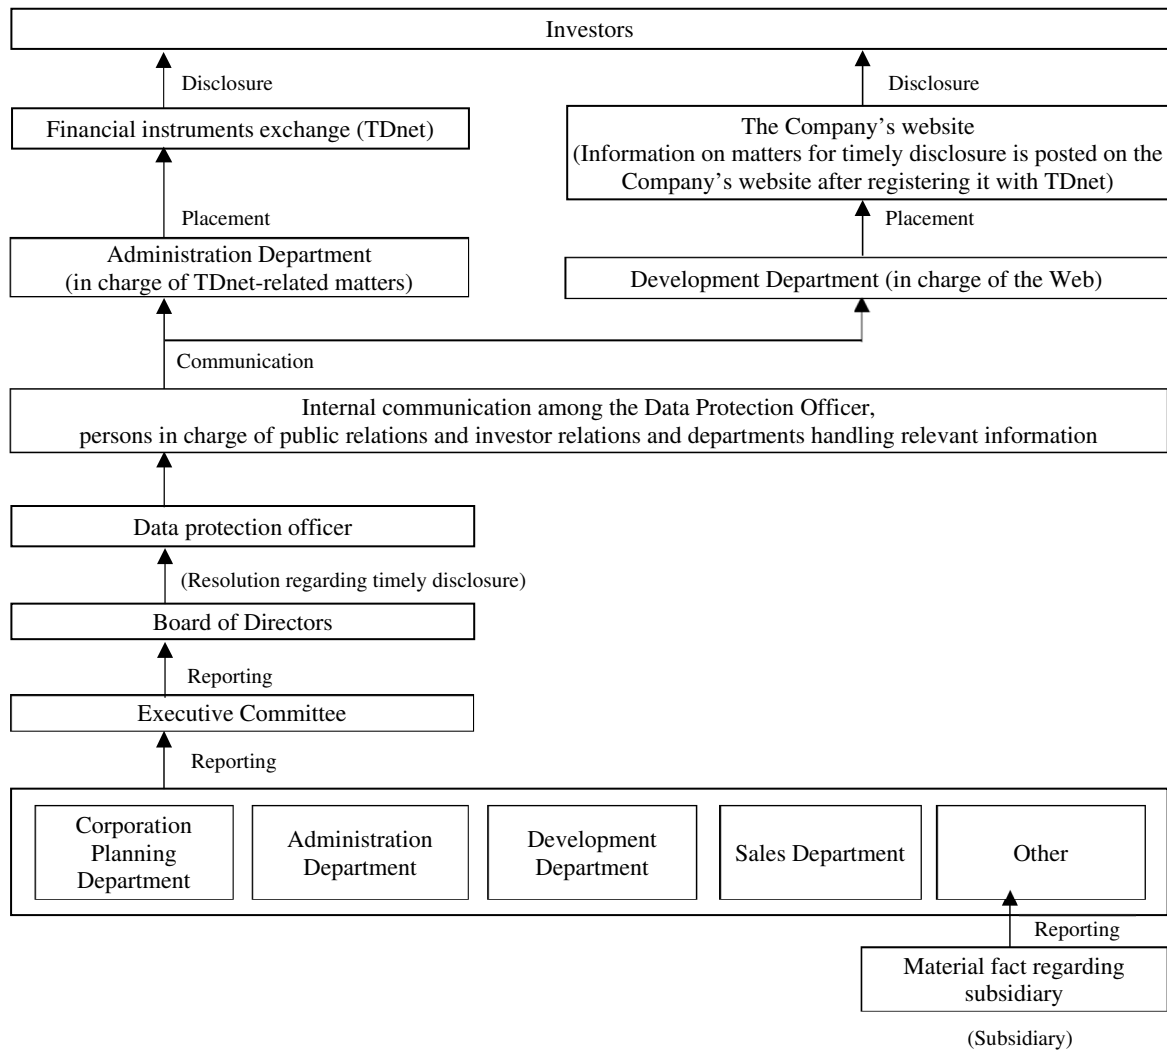 Investors
Disclosure
Disclosure
Financial instruments exchange (TDnet)
The Company's website
(Information on matters for timely disclosure is posted on the
Company's website after registering it with TDnet)
Placement
Placement
Administration Department
(in charge of TDnet-related matters)
Development Department (in charge of the Web)
Communication
Internal communication among the Data Protection Officer,
persons in charge of public relations and investor relations and departments handling relevant information
Data protection officer
(Resolution regarding timely disclosure)
Board of Directors
Reporting
Executive Committee
Reporting
Corporation
Planning
Department
Administration
Department
Development
Department
Sales Department
Other
Reporting
Material fact regarding
subsidiary
(Subsidiary)